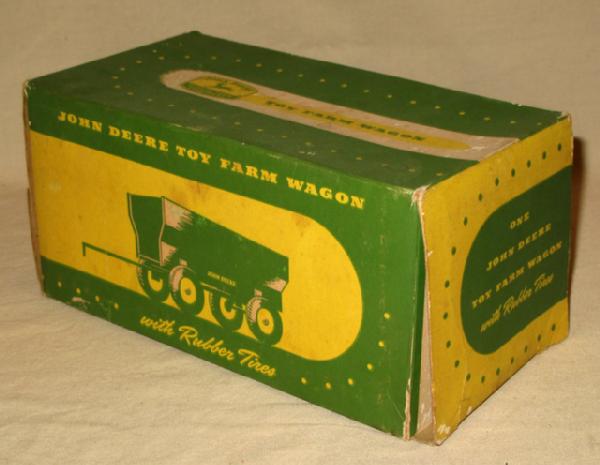 TOY FARM WAGON
JOHN DEERE TOY FARM WAGON
JOHN DEERE
with Rubber Tires
ONE
JOHN DEERE
TOY FARM WAGON
with Rubber Tires